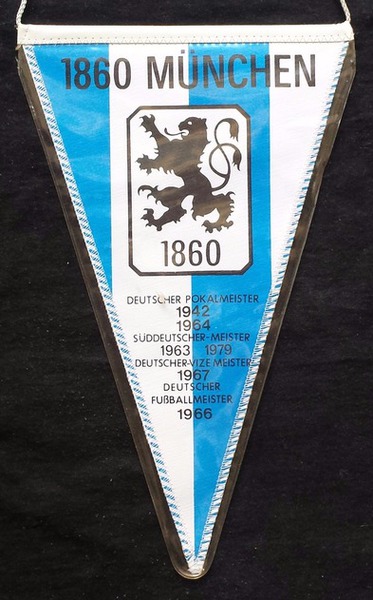 1860 MÜNCHEN
1860
DEUTSCHER POKALMEISTER
1942
1964
SÜDDEUTSCHER-MEISTER
1963 1979
DEUTSCHER-VIZE MEISTER
1967
DEUTSCHER
FUßBALLMEISTER
1966